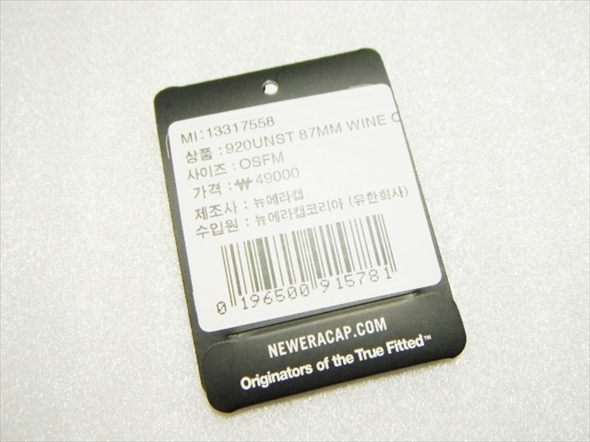 MI:13317558
상품 : 920UNST 87MM WINE C
사이즈 : OSFM
가격 : ₩ 49000
제조사 : 뉴에라캡
수입원 : 뉴에라캡코리아 (유한회사)
0 196500 915781
NEWERACAP.COM
Originators of the True Fitted™